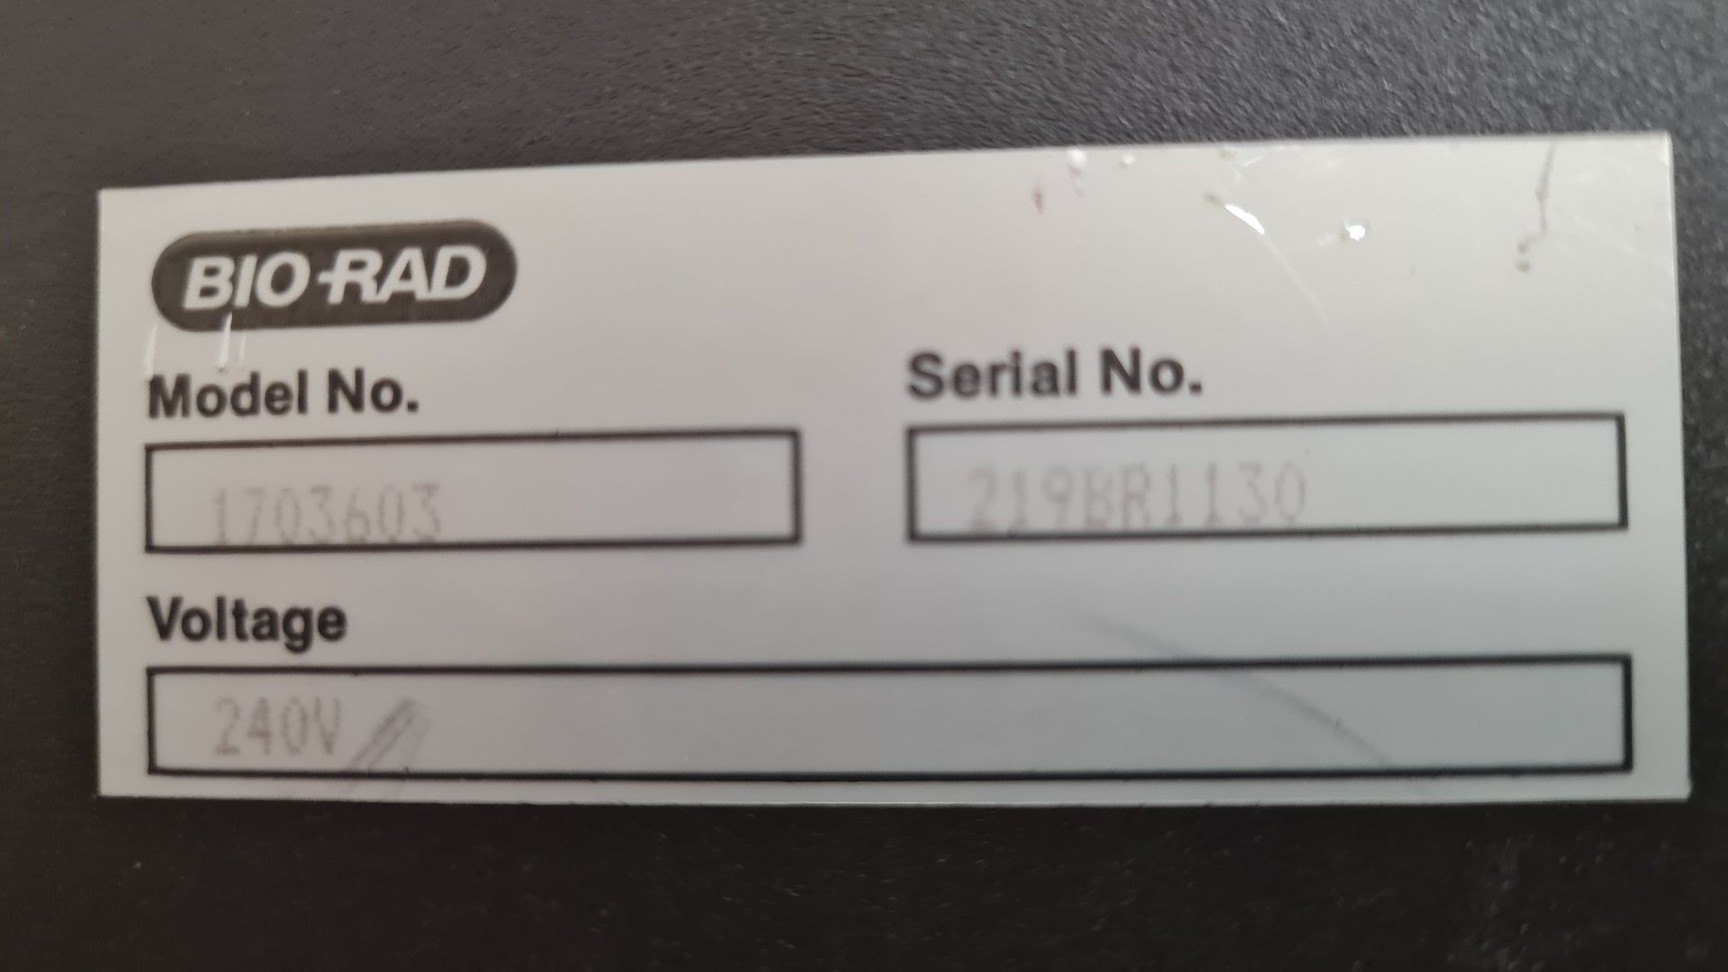 BIO-RAD
Model No.
1703603
Serial No.
219BR1130
Voltage
240V